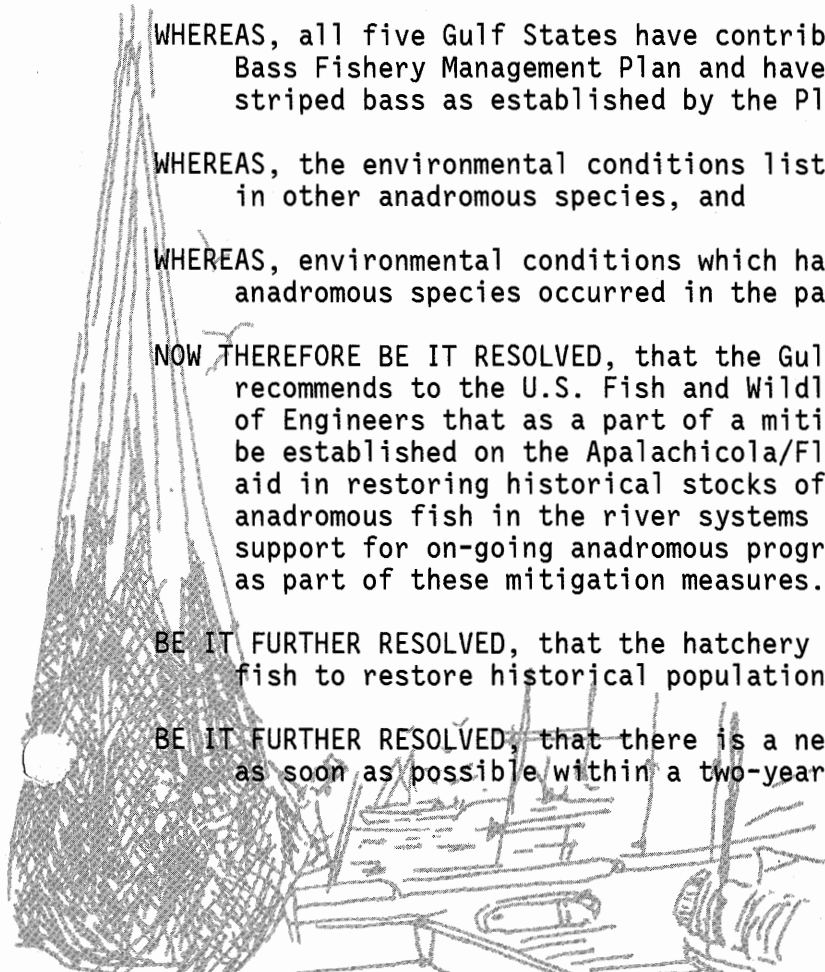 WHEREAS, all five Gulf States have contrib
Bass Fishery Management Plan and have
striped bass as established by the Pl
WHEREAS, the environmental conditions list
in other anadromous species, and
WHEREAS, environmental conditions which ha
anadromous species occurred in the pa
NOW THEREFORE BE IT RESOLVED, that the Gul
recommends to the U.S. Fish and Wildl
of Engineers that as a part of a miti
be established on the Apalachicola/Fl
aid in restoring historical stocks of
anadromous fish in the river systems
support for on-going anadromous progr
as part of these mitigation measures.
BE IT FURTHER RESOLVED, that the hatchery
fish to restore historical population
BE IT FURTHER RESOLVED, that there is a ne
as soon as possible within a two-year